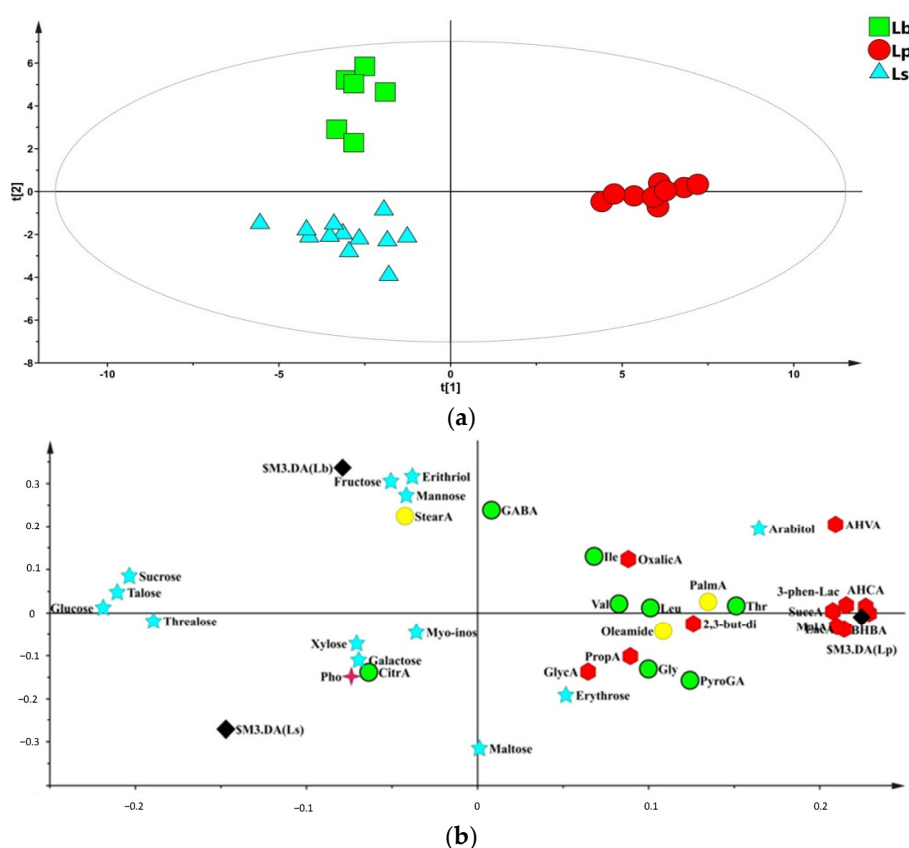 Lb
Lp
Ls
6
4
2
0
-2
-4
-6
-8
t[2]
-10
-5
0
5
10
t[1]
(a)
0.3
0.2
0.1
0
-0.1
-0.2
-0.3
$M3.DA(Lb)
Fructose
Erithriol
Mannose
StearA
GABA
Arabitol
AHVA
Ile
OxalicA
Sucrose
Talose
Glucose
Threalose
PalmA
3-phen-Lac
AHCA
Val
Leu
Thr
SuccA
Oleamide
2,3-but-di
BHBA
$M3.DA(Lp)
Myo-inos
Xylose
Galactose
Pho
CitrA
PropA
GlycA
Gly
PyroGA
Erythrose
$M3.DA(Ls)
Maltose
−0.2
−0.1
0
0.1
0.2
(b)